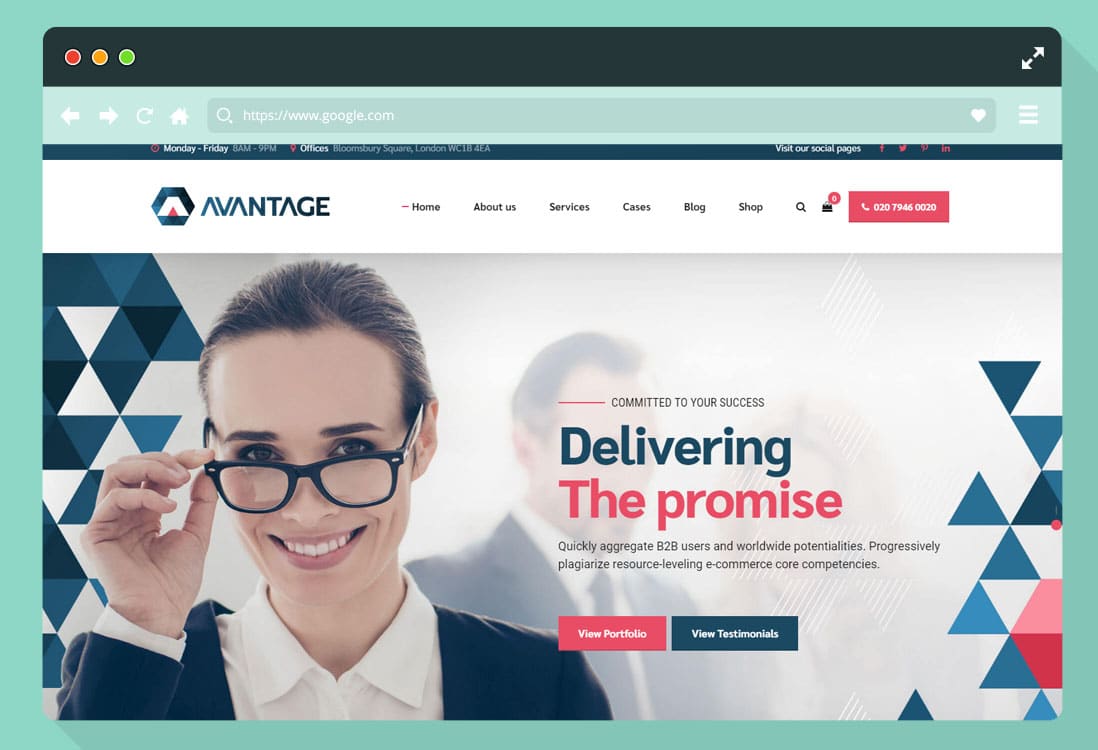 https://www.google.com
Monday - Friday 8AM - 9PM Offices Bloomsbury Square, London WC1B 4EA Visit our social pages
AVANTAGE Home About us Services Cases Blog Shop 0 020 7946 0020
COMMITTED TO YOUR SUCCESS
Delivering
The promise
Quickly aggregate B2B users and worldwide potentialities. Progressively
plagiarize resource-leveling e-commerce core competencies.
View Portfolio View Testimonials